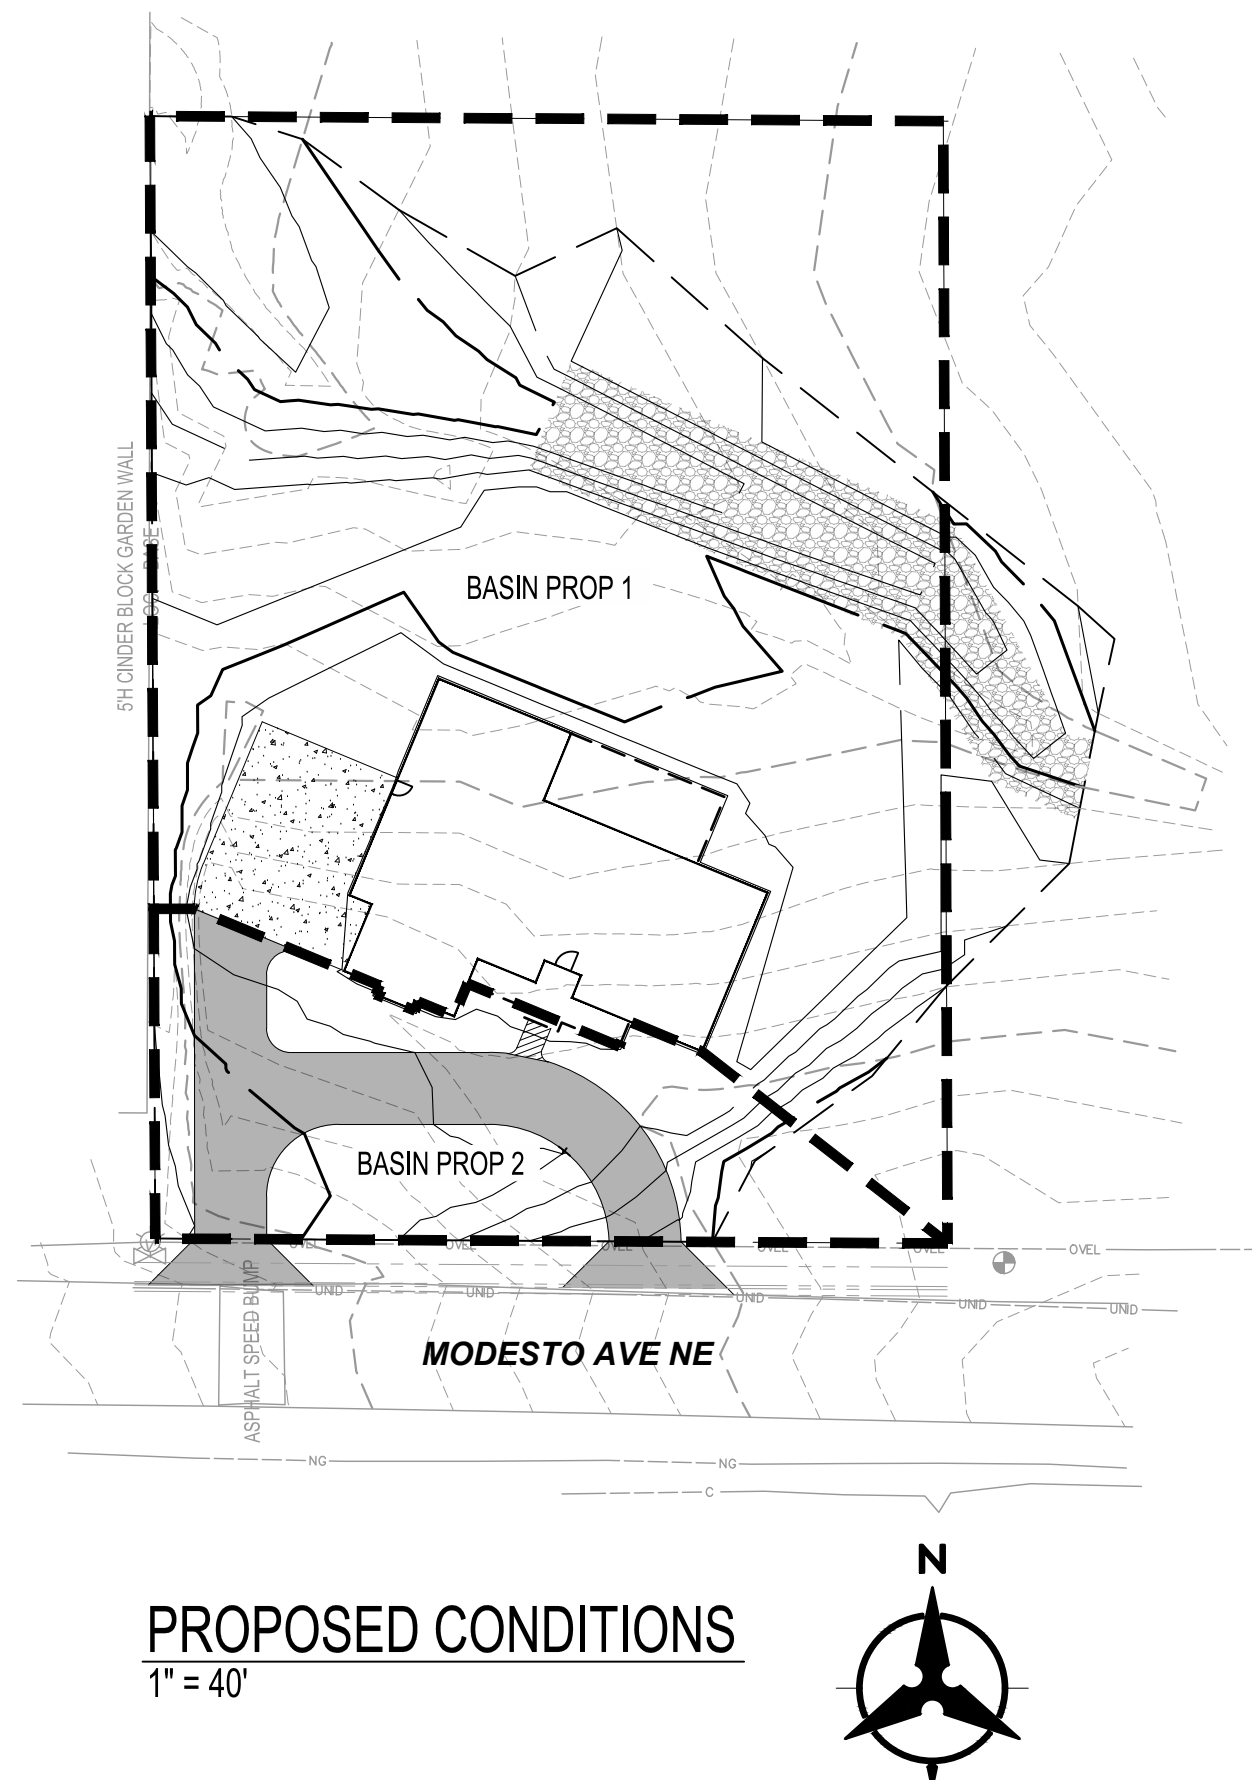 5'H CINDER BLOCK GARDEN WALL
BASIN PROP 1
BASIN PROP 2
OVEL
OVEL
OVEL
OVEL
OVEL
OVEL
UNID
UNID
UNID
UNID
UNID
ASPHALT SPEED BUMP
MODESTO AVE NE
NG
NG
C
N
PROPOSED CONDITIONS
1" = 40'